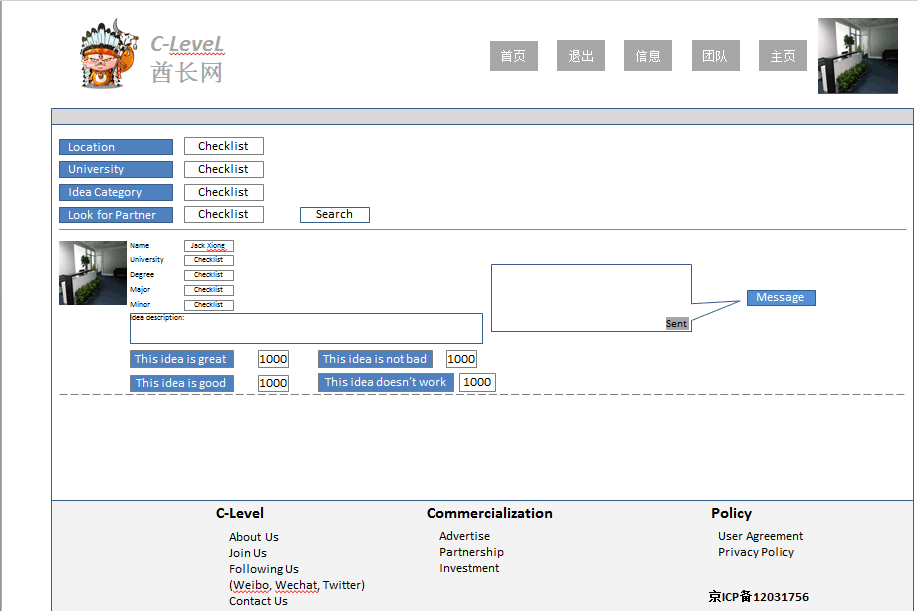 C-Level
酋长网
首页
退出
信息
团队
主页
Location
Checklist
University
Checklist
Idea Category
Checklist
Look for Partner
Checklist
Search
Name
Jack Xiong
University
Checklist
Degree
Checklist
Major
Checklist
Minor
Checklist
Idea description:
Sent
Message
This idea is great
1000
This idea is not bad
1000
This idea is good
1000
This idea doesn't work
1000
C-Level
About Us
Join Us
Following Us
(Weibo, Wechat, Twitter)
Contact Us
Commercialization
Advertise
Partnership
Investment
Policy
User Agreement
Privacy Policy
京ICP备12031756